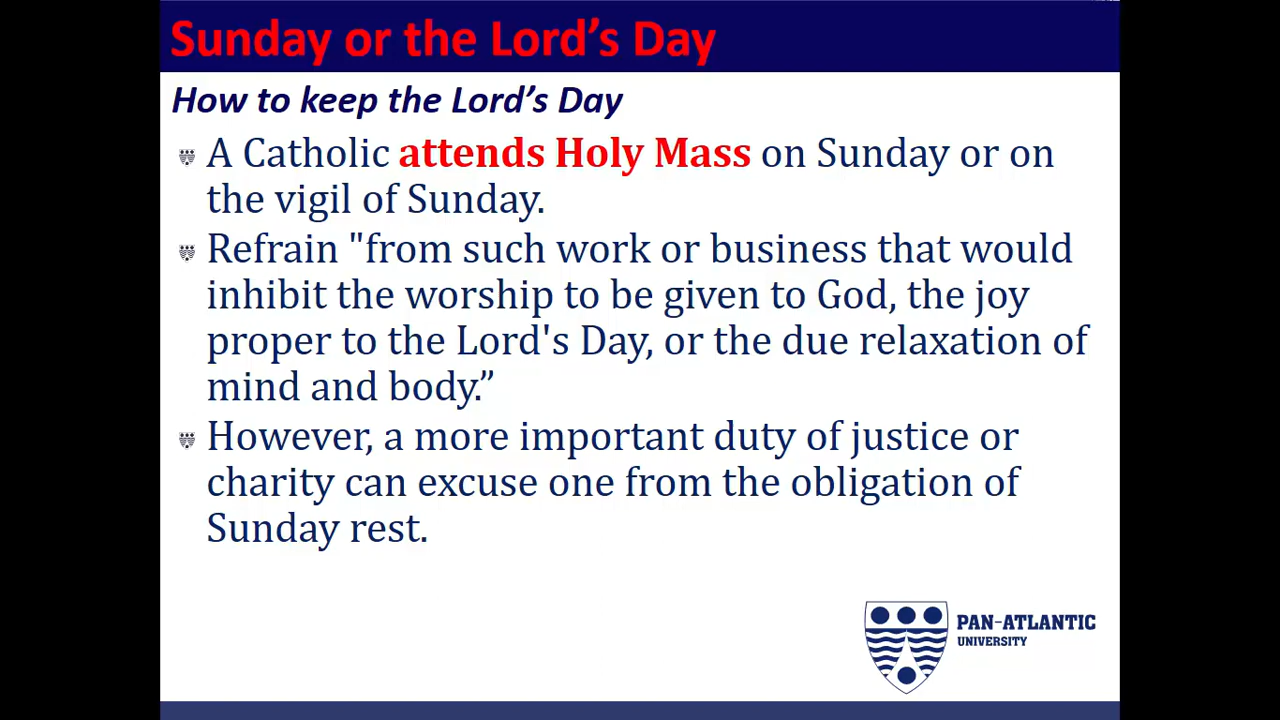 Sunday or the Lord’s Day
How to keep the Lord’s Day
A Catholic attends Holy Mass on Sunday or on
the vigil of Sunday.
Refrain "from such work or business that would
inhibit the worship to be given to God, the joy
proper to the Lord's Day, or the due relaxation of
mind and body.”
However, a more important duty of justice or
charity can excuse one from the obligation of
Sunday rest.
PAN-ATLANTIC
UNIVERSITY